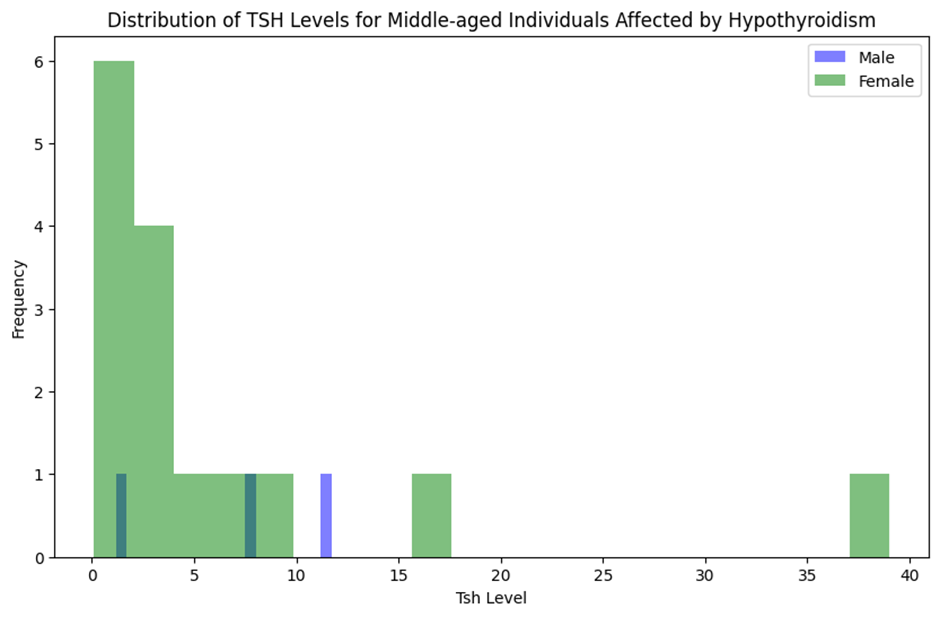 Distribution of TSH Levels for Middle-aged Individuals Affected by Hypothyroidism
Male
Female
6
5
4
3
2
1
0
Frequency
0 5 10 15 20 25 30 35 40
Tsh Level